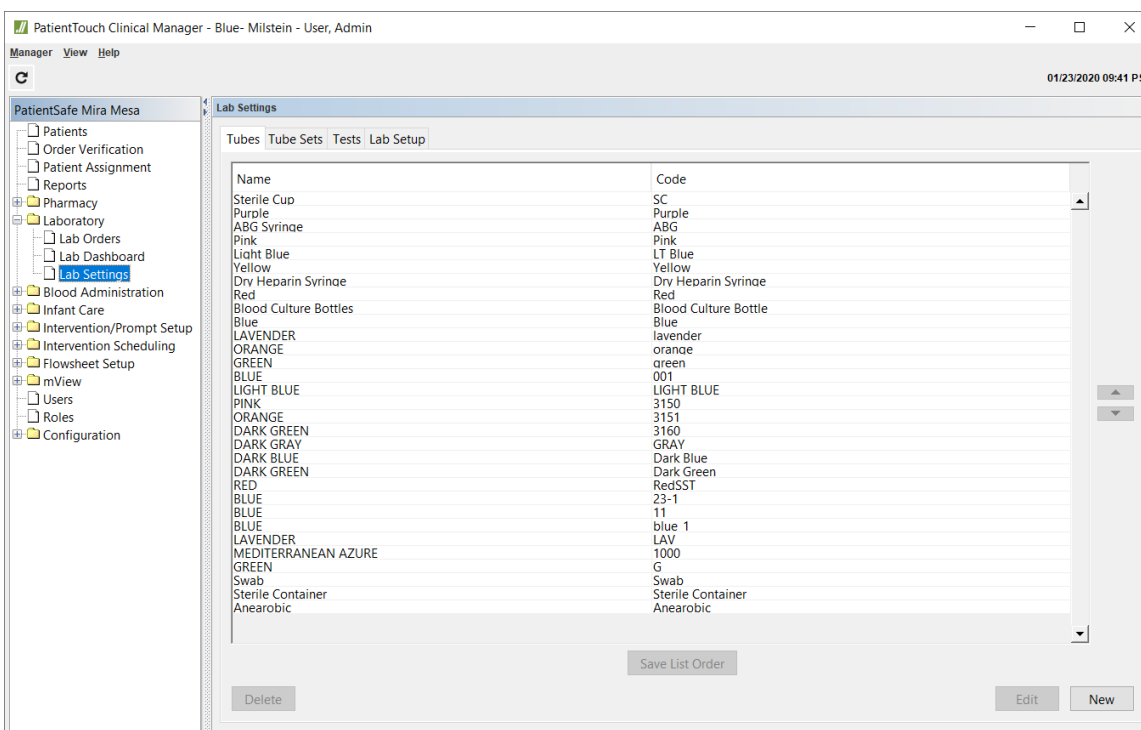 PatientTouch Clinical Manager - Blue- Milstein - User, Admin
Manager View Help
01/23/2020 09:41 PS
PatientSafe Mira Mesa
Patients
Order Verification
Patient Assignment
Reports
Pharmacy
Laboratory
Lab Orders
Lab Dashboard
Lab Settings
Blood Administration
Infant Care
Intervention/Prompt Setup
Intervention Scheduling
Flowsheet Setup
mView
Users
Roles
Configuration
Lab Settings
Tubes Tube Sets Tests Lab Setup
Name Code
Sterile Cup SC
Purple Purple
ABG Syringe ABG
Pink Pink
Light Blue LT Blue
Yellow Yellow
Dry Heparin Syringe Dry Heparin Syringe
Red Red
Blood Culture Bottles Blood Culture Bottle
Blue Blue
LAVENDER lavender
ORANGE orange
GREEN green
BLUE 001
LIGHT BLUE LIGHT BLUE
PINK 3150
ORANGE 3151
DARK GREEN 3160
DARK GRAY GRAY
DARK BLUE Dark Blue
DARK GREEN Dark Green
RED RedSST
BLUE 23-1
BLUE 11
BLUE blue 1
LAVENDER LAV
MEDITERRANEAN AZURE 1000
GREEN G
Swab Swab
Sterile Container Sterile Container
Anearobic Anearobic
Save List Order
Delete Edit New